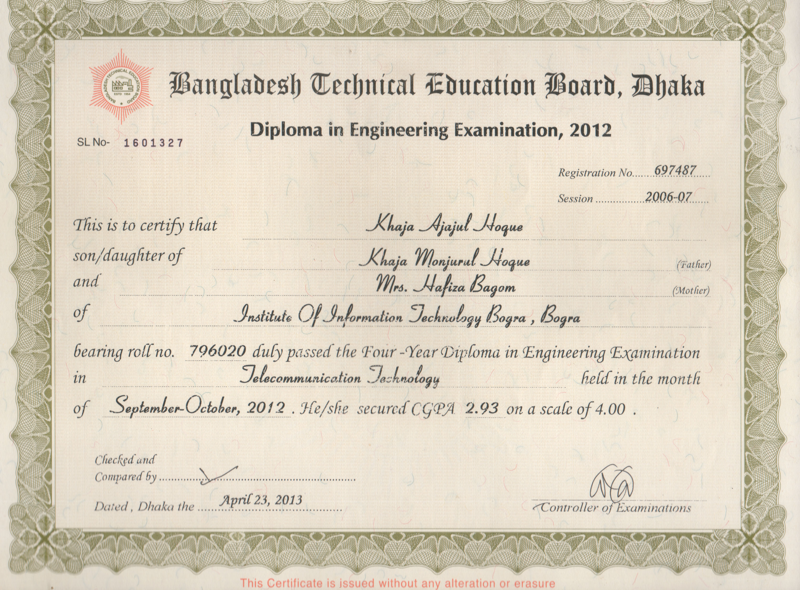 Bangladesh Technical Education Board, Dhaka
Diploma in Engineering Examination, 2012
SL No- 1601327
Registration No. 697487
Session 2006-07
This is to certify that Khaja Ajajul Hoque
son/daughter of Khaja Monjurul Hoque (Father)
and Mrs. Hafiza Bagom (Mother)
of Institute Of Information Technology Bogra , Bogra
bearing roll no. 796020 duly passed the Four -Year Diploma in Engineering Examination
in Telecommunication Technology held in the month
of September-October, 2012 . He/she secured CGPA 2.93 on a scale of 4.00 .
Checked and
Compared by
Dated , Dhaka the April 23, 2013
Controller of Examinations
This Certificate is issued without any alteration or erasure